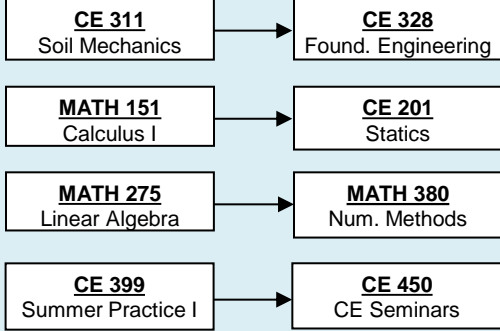 CE 311
Soil Mechanics
CE 328
Found. Engineering
MATH 151
Calculus I
CE 201
Statics
MATH 275
Linear Algebra
MATH 380
Num. Methods
CE 399
Summer Practice I
CE 450
CE Seminars